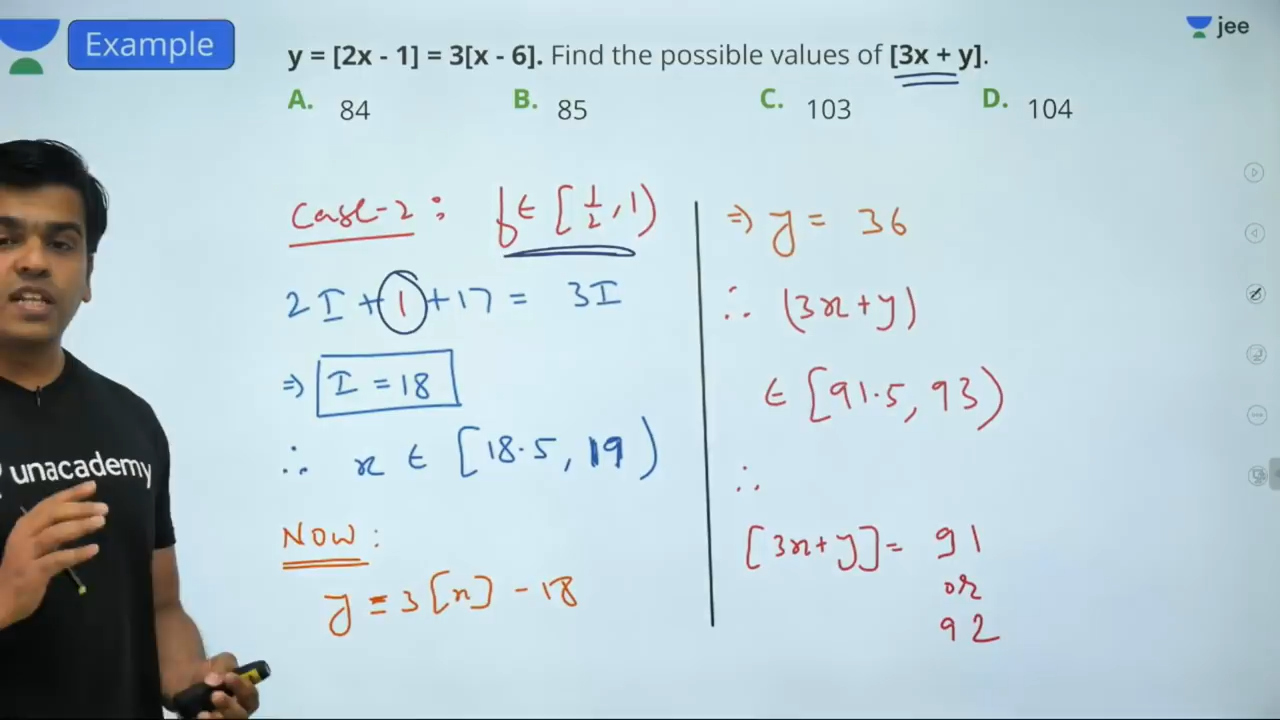 Example
jee
y = [2x - 1] = 3[x - 6]. Find the possible values of [3x + y].
A. 84 B. 85 C. 103 D. 104
Case-2 : f ∈ [1/2, 1)
2I + 1 + 17 = 3I
⇒ I = 18
∴ x ∈ [18.5, 19)
NOW :
y = 3[x] - 18
⇒ y = 36
∴ (3x + y)
∈ [91.5, 93)
∴
[3x + y] = 91
or
92
unacademy